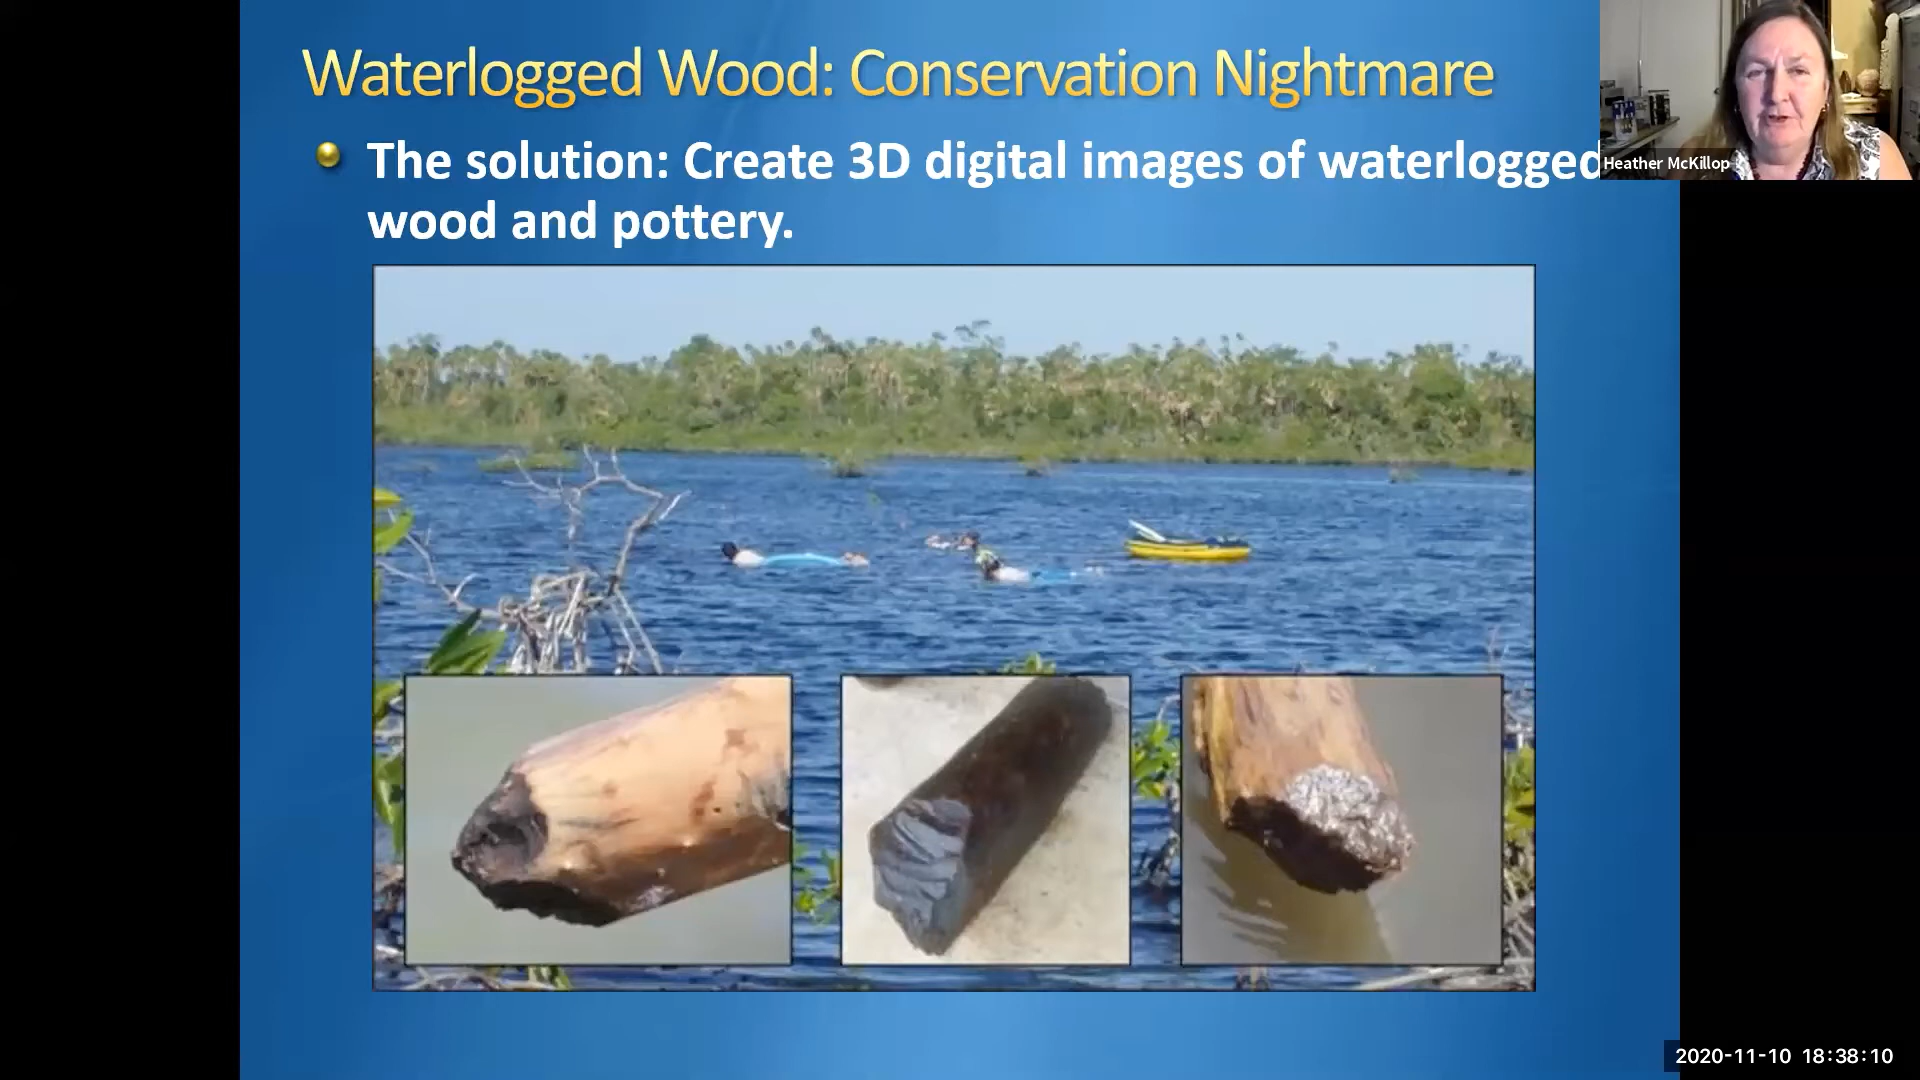 Waterlogged Wood: Conservation Nightmare
The solution: Create 3D digital images of waterlogged
wood and pottery.
Heather McKillop
2020-11-10 18:38:10